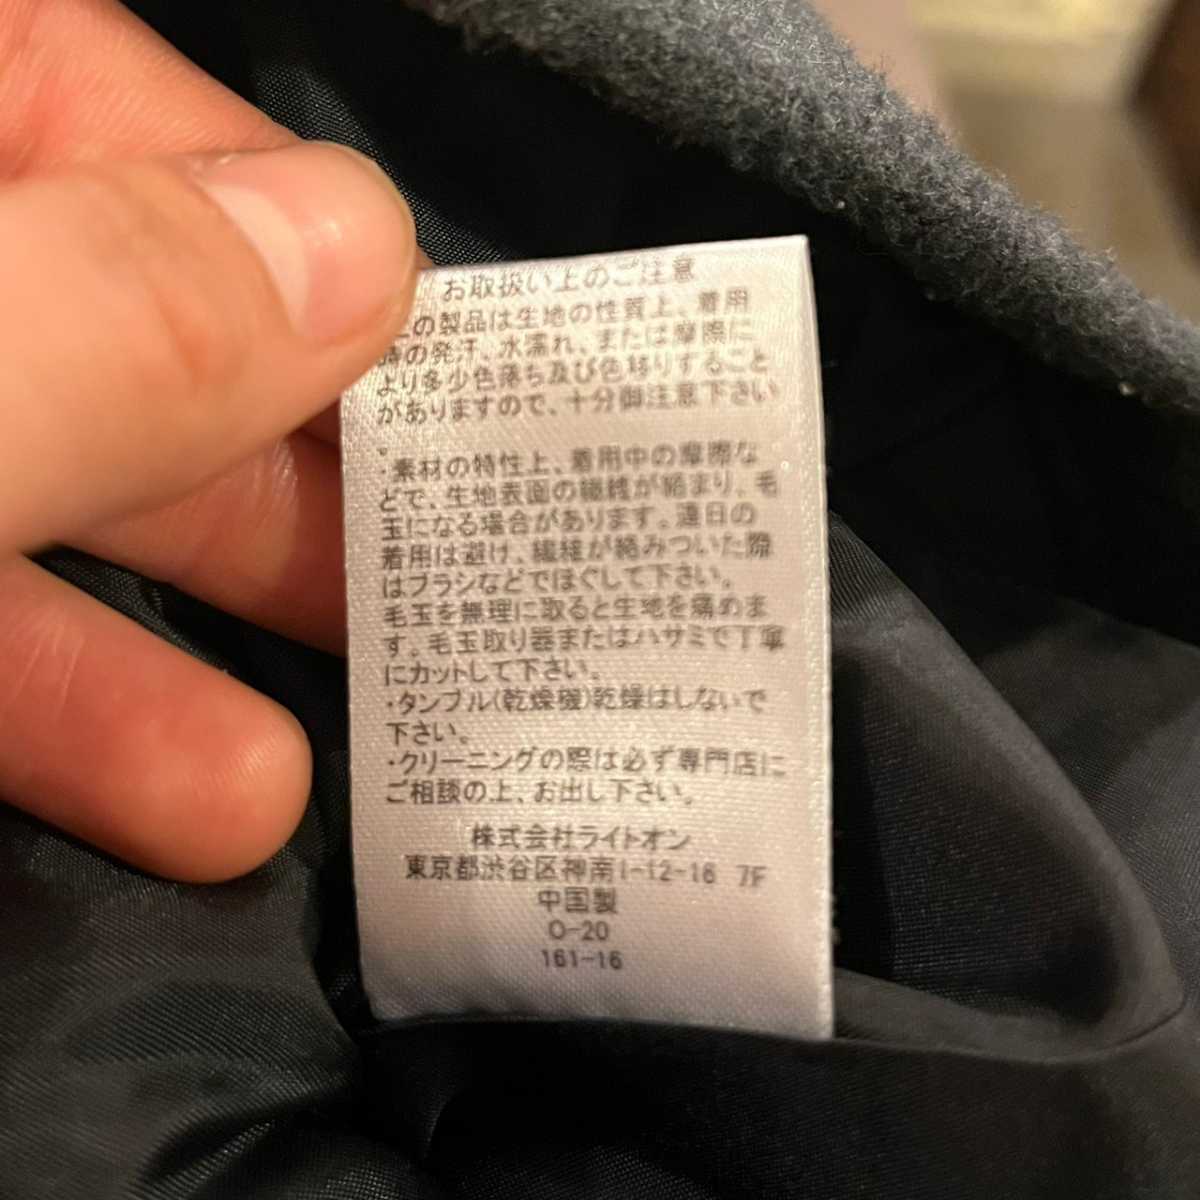 お取扱い上のご注意
の製品は生地の性質上、着用
時の発汗、水濡れ、または摩擦に
より多少色落ち及び色移りすること
がありますので、十分御注意下さい
。
・素材の特性上、着用中の摩擦な
どで、生地表面の繊維が絡まり、毛
玉になる場合があります。連日の
着用は避け、繊維が絡みついた際
はブラシなどでほぐして下さい。
毛玉を無理に取ると生地を痛めま
す。毛玉取り器またはハサミで丁寧
にカットして下さい。
・タンブル(乾燥機)乾燥はしないで
下さい。
・クリーニングの際は必ず専門店に
ご相談の上、お出し下さい。
株式会社ライトオン
東京都渋谷区神南1-12-16 7F
中国製
O-20
161-16